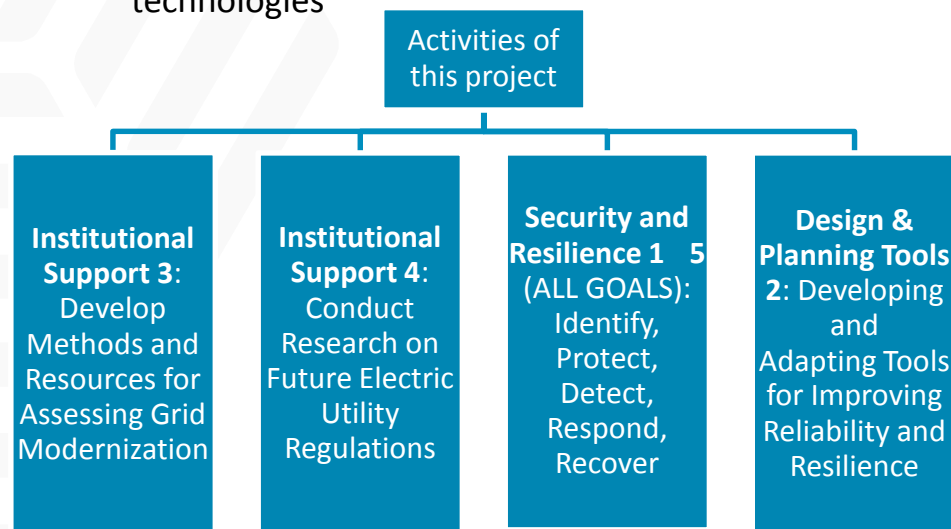 technologies
Activities of
this project
Institutional
Support 3:
Develop
Methods and
Resources for
Assessing Grid
Modernization
Institutional
Support 4:
Conduct
Research on
Future Electric
Utility
Regulations
Security and
Resilience 1 5
(ALL GOALS):
Identify,
Protect,
Detect,
Respond,
Recover
Design &
Planning Tools
2: Developing
and
Adapting Tools
for Improving
Reliability and
Resilience